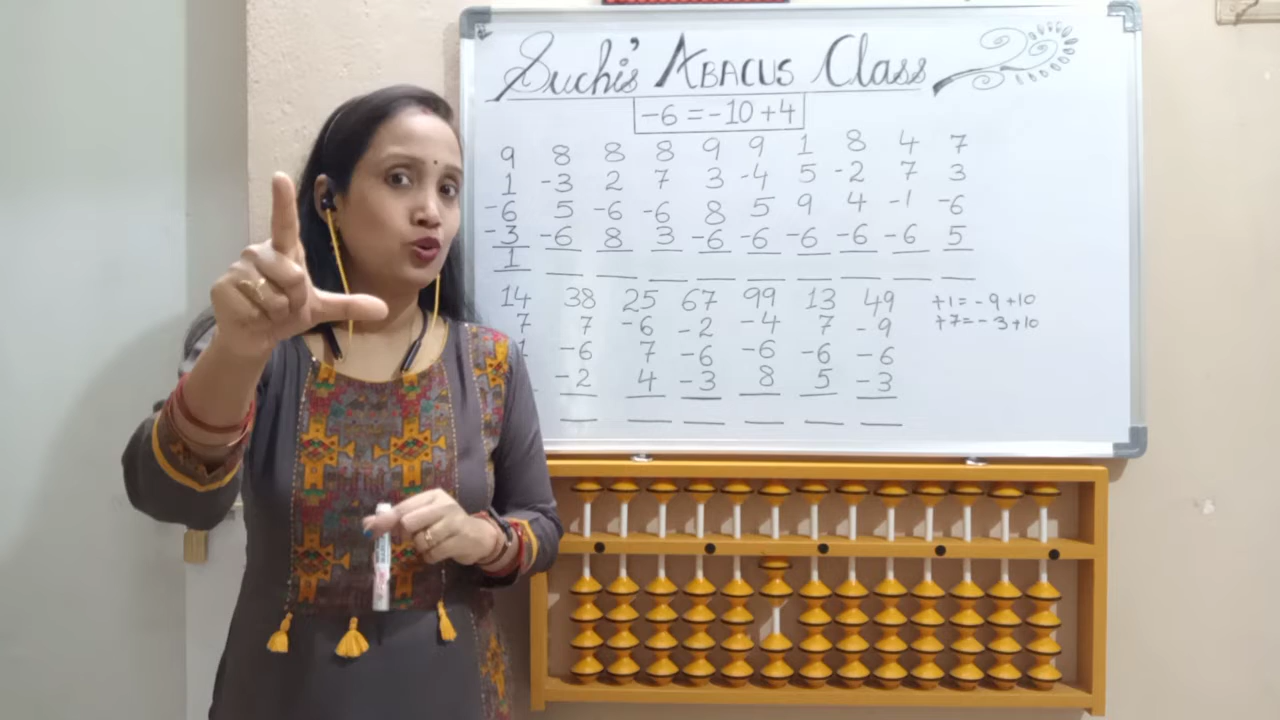 Suchi's ABACUS Class
-6 = -10 + 4
9 8 8 8 9 9 1 8 4 7
1 -3 2 7 3 -4 5 -2 7 3
-6 5 -6 -6 8 5 9 4 -1 -6
-3 -6 8 3 -6 -6 -6 -6 -6 5
1
14 38 25 67 99 13 49 +1 = -9 +10
7 7 -6 -2 -4 7 -9 +7 = -3 +10
-6 7 -6 -6 -6 -6
-2 4 -3 8 5 -3